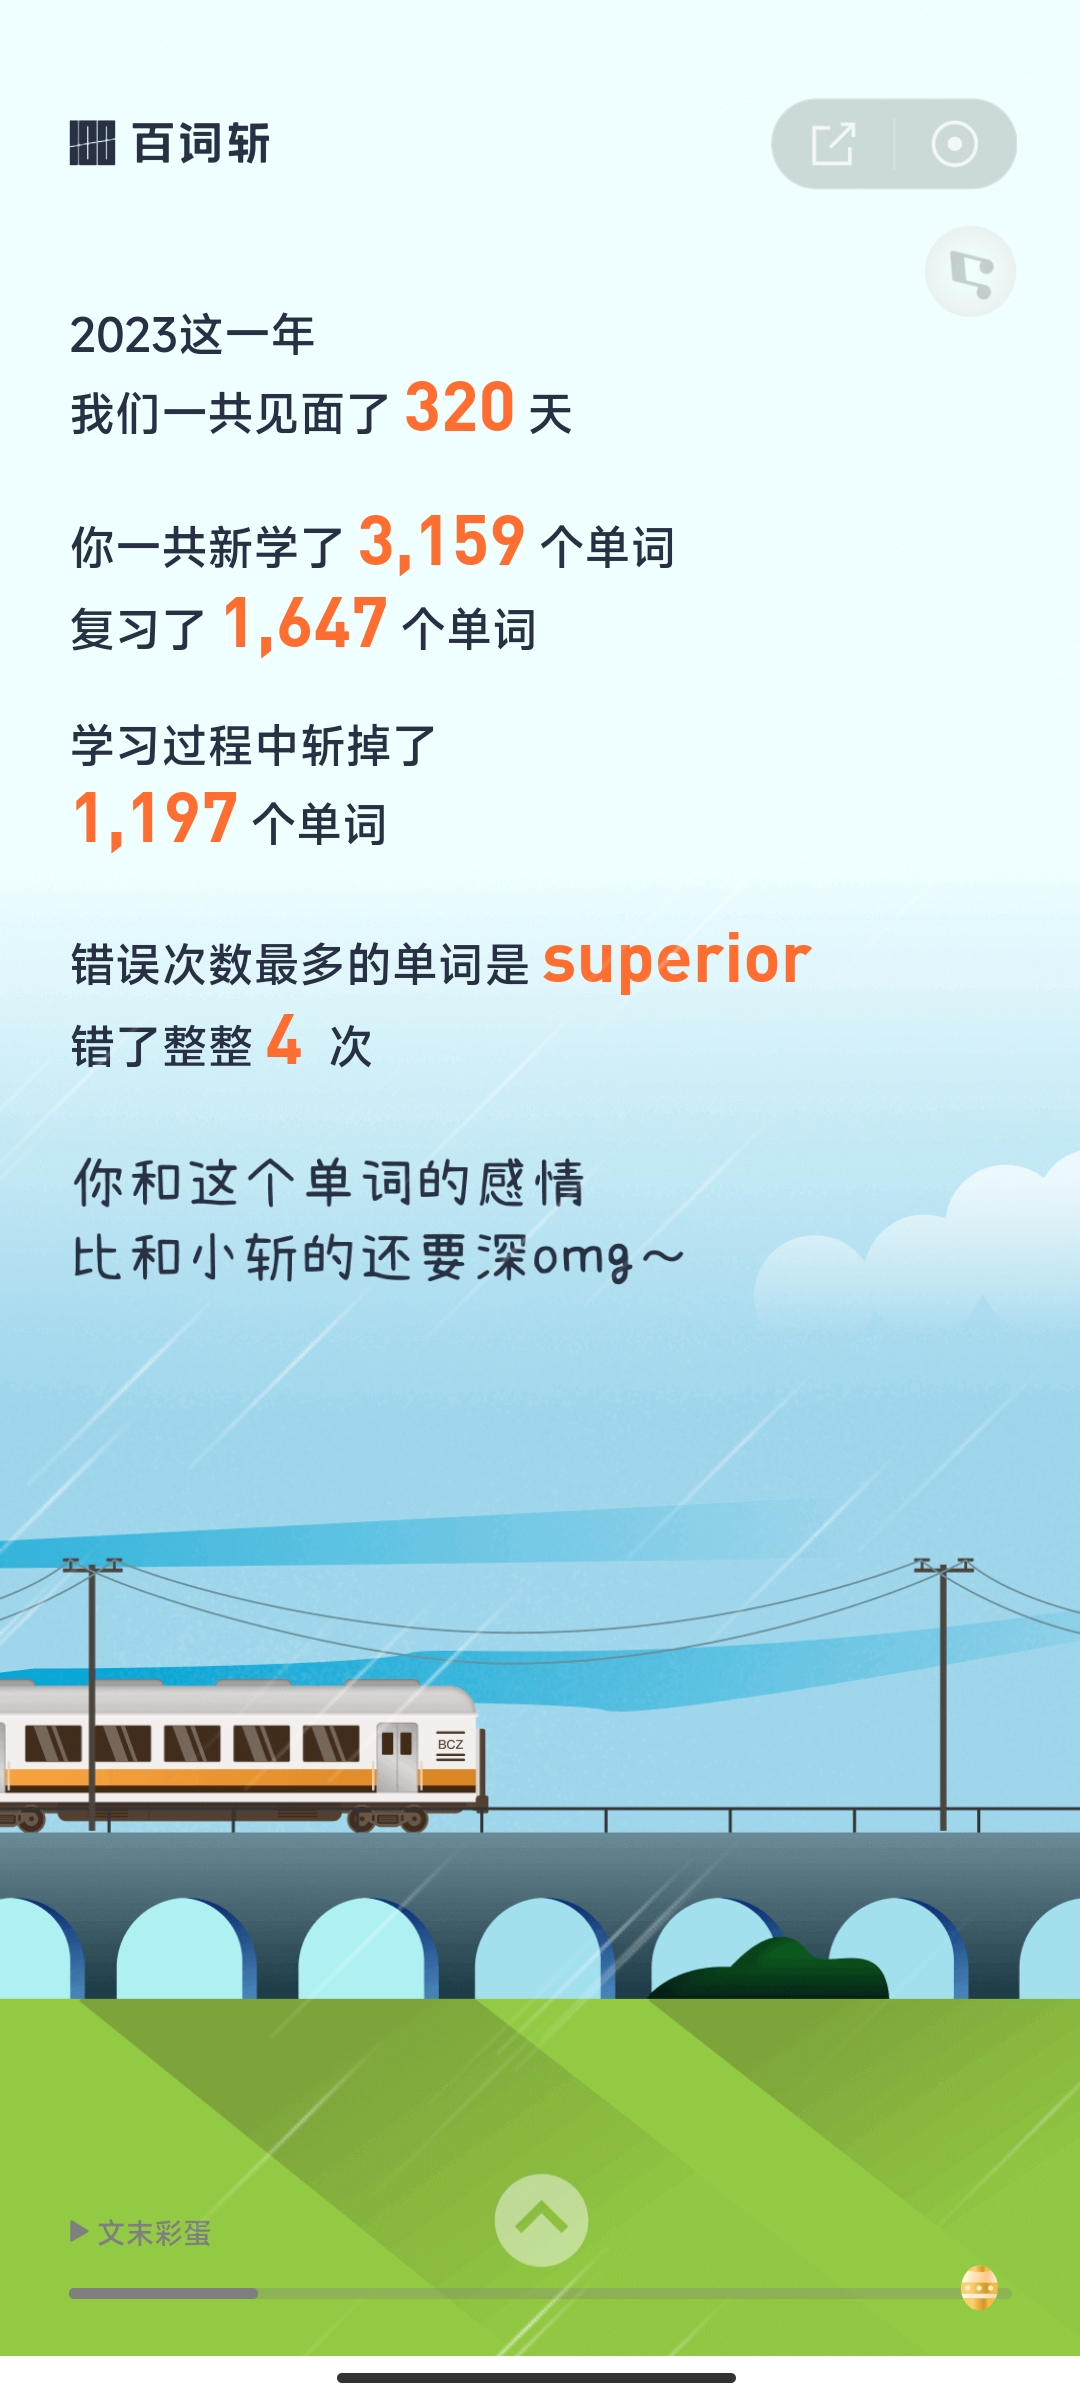 百词斩
2023这一年
我们一共见面了 320 天
你一共新学了 3,159 个单词
复习了 1,647 个单词
学习过程中斩掉了
1,197 个单词
错误次数最多的单词是 superior
错了整整 4 次
你和这个单词的感情
比和小斩的还要深omg～
BCZ
文末彩蛋